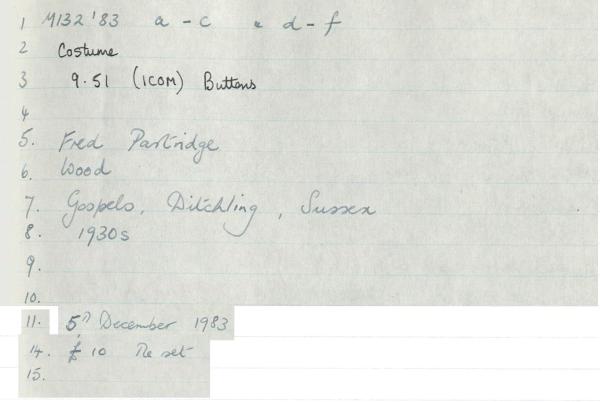 1 M132'83 a - c & d - f
2 Costume
3 9.51 (ICOM) Buttons
4
5. Fred Partridge
6. Wood
7. Gospels, Ditchling, Sussex
8. 1930s
9.
10.
11. 5th December 1983
14. £10 The set
15.